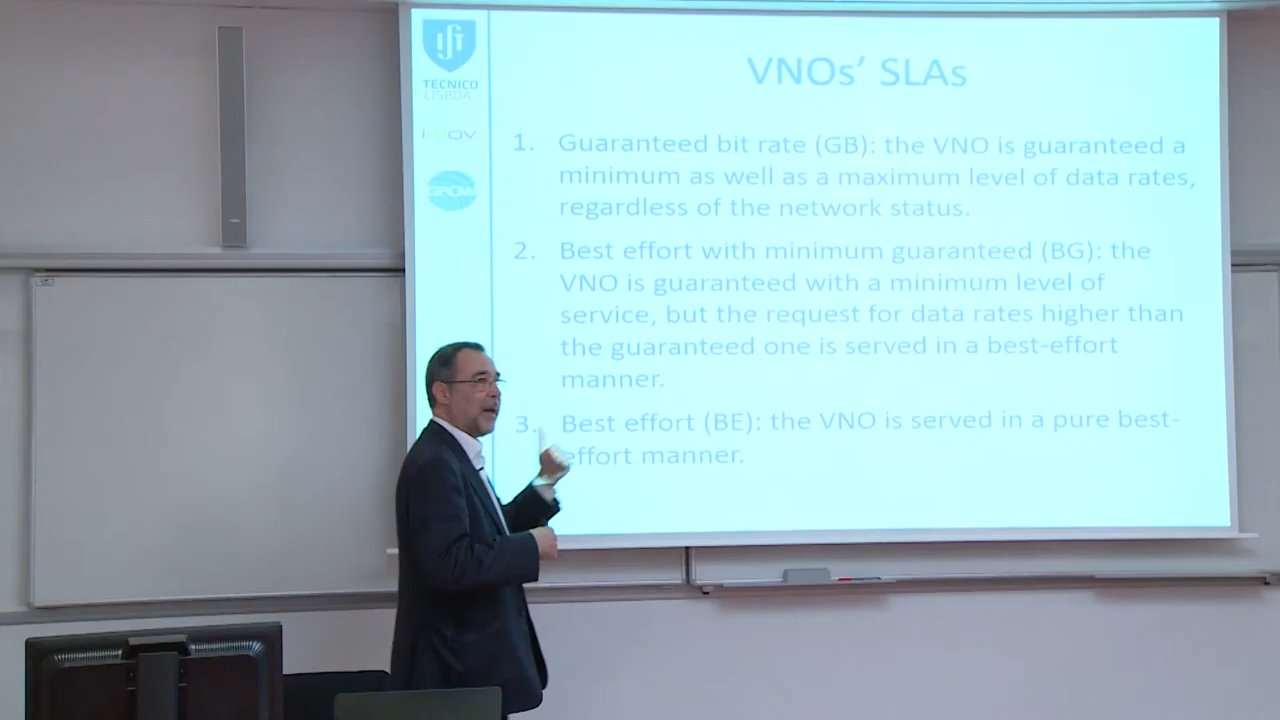 TÉCNICO
LISBOA
GROW
VNOs’ SLAs
1. Guaranteed bit rate (GB): the VNO is guaranteed a
minimum as well as a maximum level of data rates,
regardless of the network status.
2. Best effort with minimum guaranteed (BG): the
VNO is guaranteed with a minimum level of
service, but the request for data rates higher than
the guaranteed one is served in a best-effort
manner.
3. Best effort (BE): the VNO is served in a pure best-
effort manner.